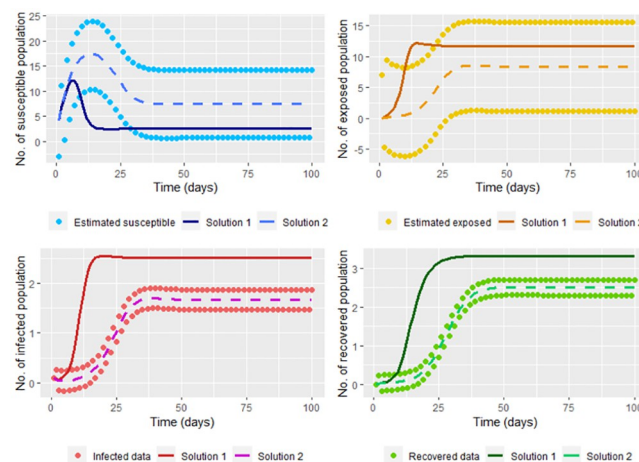 No. of susceptible population
25
20
15
10
5
0
0
25
50
75
100
Time (days)
Estimated susceptible
Solution 1
Solution 2
No. of exposed population
15
10
5
0
-5
0
25
50
75
100
Time (days)
Estimated exposed
Solution 1
Solution 2
No. of infected population
2
1
0
0
25
50
75
100
Time (days)
Infected data
Solution 1
Solution 2
No. of recovered population
3
2
1
0
0
25
50
75
100
Time (days)
Recovered data
Solution 1
Solution 2